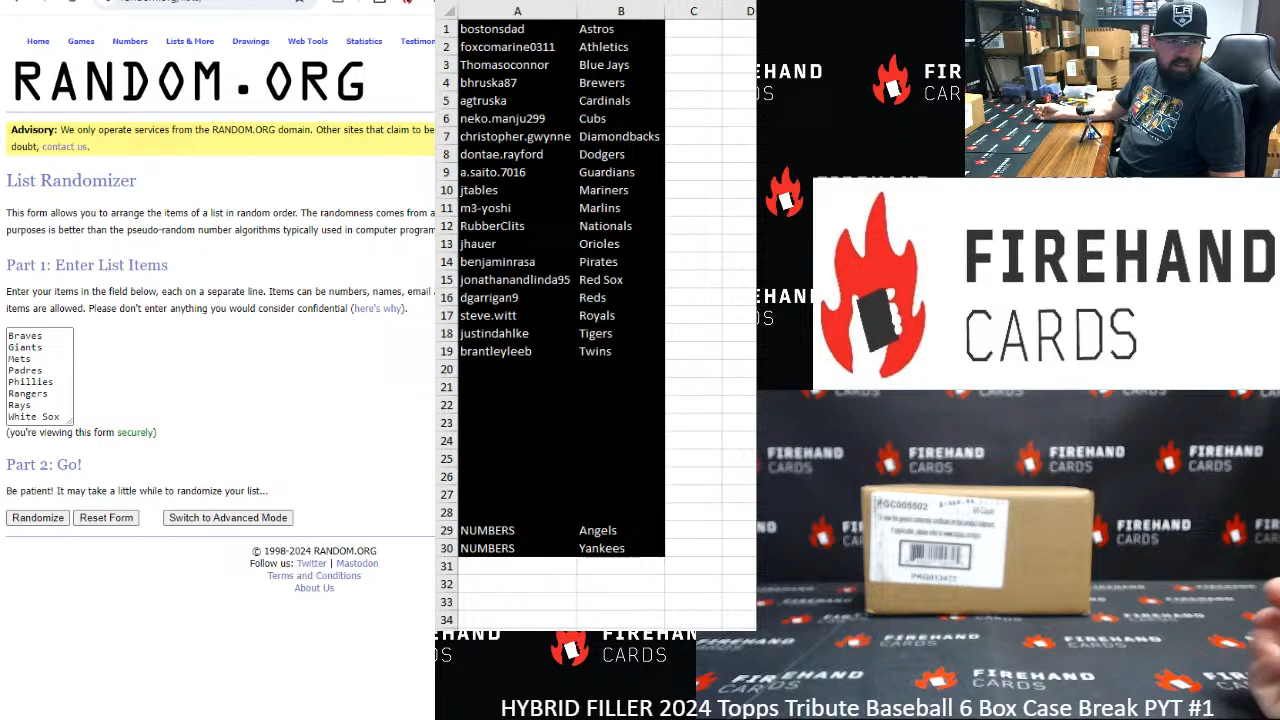 Home Games Numbers Lists & More Drawings Web Tools Statistics Testimor
RANDOM.ORG
Advisory: We only operate services from the RANDOM.ORG domain. Other sites that claim to be
doubt, contact us.
List Randomizer
This form allows you to arrange the items of a list in random order. The randomness comes from a
purposes is better than the pseudo-random number algorithms typically used in computer program
Part 1: Enter List Items
Enter your items in the field below, each on a separate line. Items can be numbers, names, email
items are allowed. Please don't enter anything you would consider confidential (here's why).
Braves
Giants
Mets
Padres
Phillies
Rangers
Rays
White Sox
(you're viewing this form securely)
Part 2: Go!
Be patient! It may take a little while to randomize your list...
Randomize Reset Form Switch to Advanced Mode
© 1998-2024 RANDOM.ORG
Follow us: Twitter | Mastodon
Terms and Conditions
About Us
A B C D
1 bostonsdad Astros
2 foxcomarine0311 Athletics
3 Thomasoconnor Blue Jays
4 bhruska87 Brewers
5 agtruska Cardinals
6 neko.manju299 Cubs
7 christopher.gwynne Diamondbacks
8 dontae.rayford Dodgers
9 a.saito.7016 Guardians
10 jtables Mariners
11 m3-yoshi Marlins
12 RubberClits Nationals
13 jhauer Orioles
14 benjaminrasa Pirates
15 jonathanandlinda95 Red Sox
16 dgarrigan9 Reds
17 steve.witt Royals
18 justindahlke Tigers
19 brantleyleeb Twins
20
21
22
23
24
25
26
27
28
29 NUMBERS Angels
30 NUMBERS Yankees
31
32
33
34
FIREHAND
CARDS
PKG013477
HYBRID FILLER 2024 Topps Tribute Baseball 6 Box Case Break PYT #1